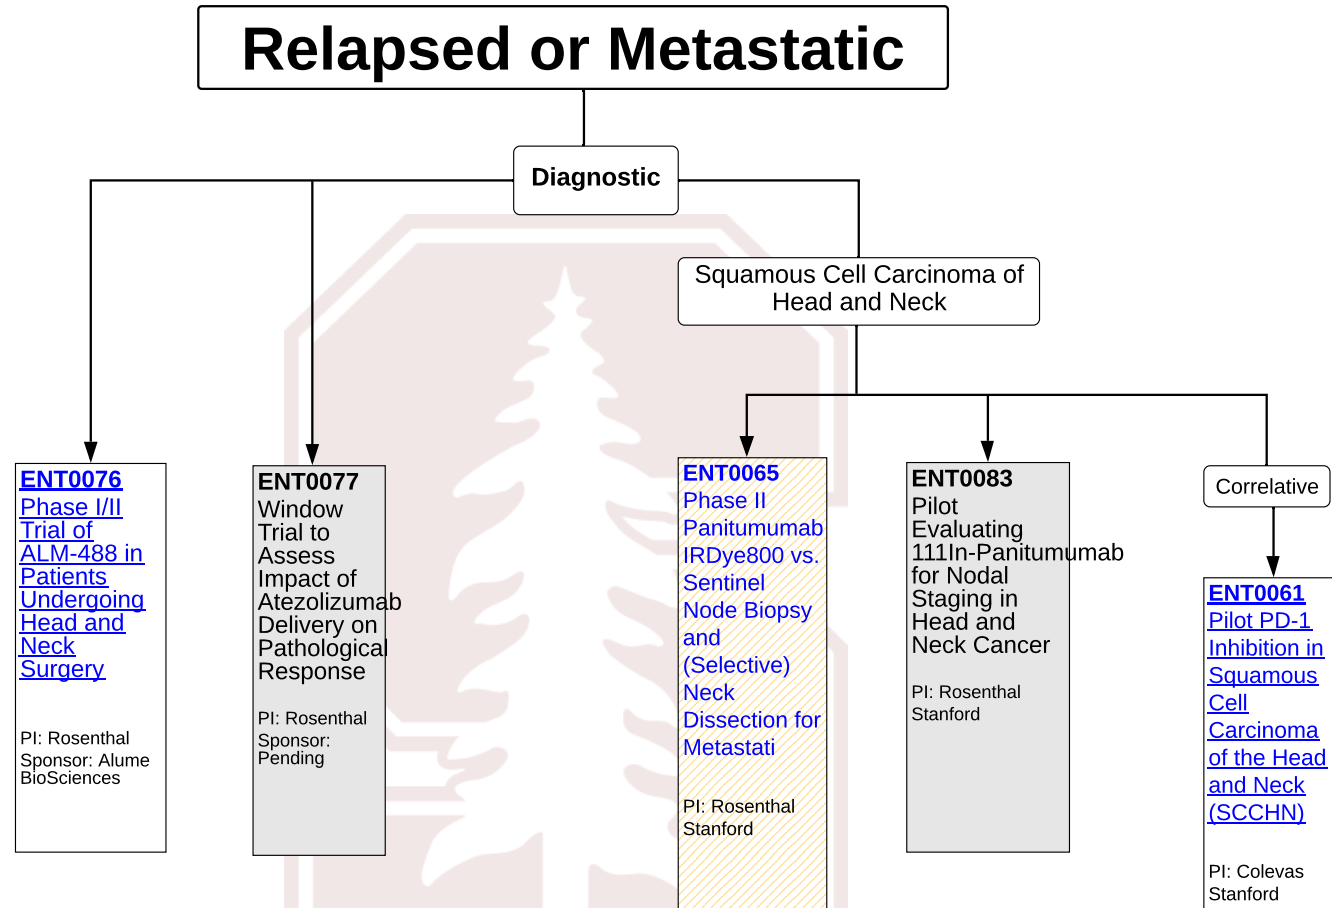 Relapsed or Metastatic
Diagnostic
Squamous Cell Carcinoma of
Head and Neck
ENT0076
Phase I/II
Trial of
ALM-488 in
Patients
Undergoing
Head and
Neck
Surgery
PI: Rosenthal
Sponsor: Alume
BioSciences
ENT0077
Window
Trial to
Assess
Impact of
Atezolizumab
Delivery on
Pathological
Response
PI: Rosenthal
Sponsor:
Pending
ENT0065
Phase II
Panitumumab
IRDye800 vs.
Sentinel
Node Biopsy
and
(Selective)
Neck
Dissection for
Metastati
PI: Rosenthal
Stanford
ENT0083
Pilot
Evaluating
111In-Panitumumab
for Nodal
Staging in
Head and
Neck Cancer
PI: Rosenthal
Stanford
Correlative
ENT0061
Pilot PD-1
Inhibition in
Squamous
Cell
Carcinoma
of the Head
and Neck
(SCCHN)
PI: Colevas
Stanford